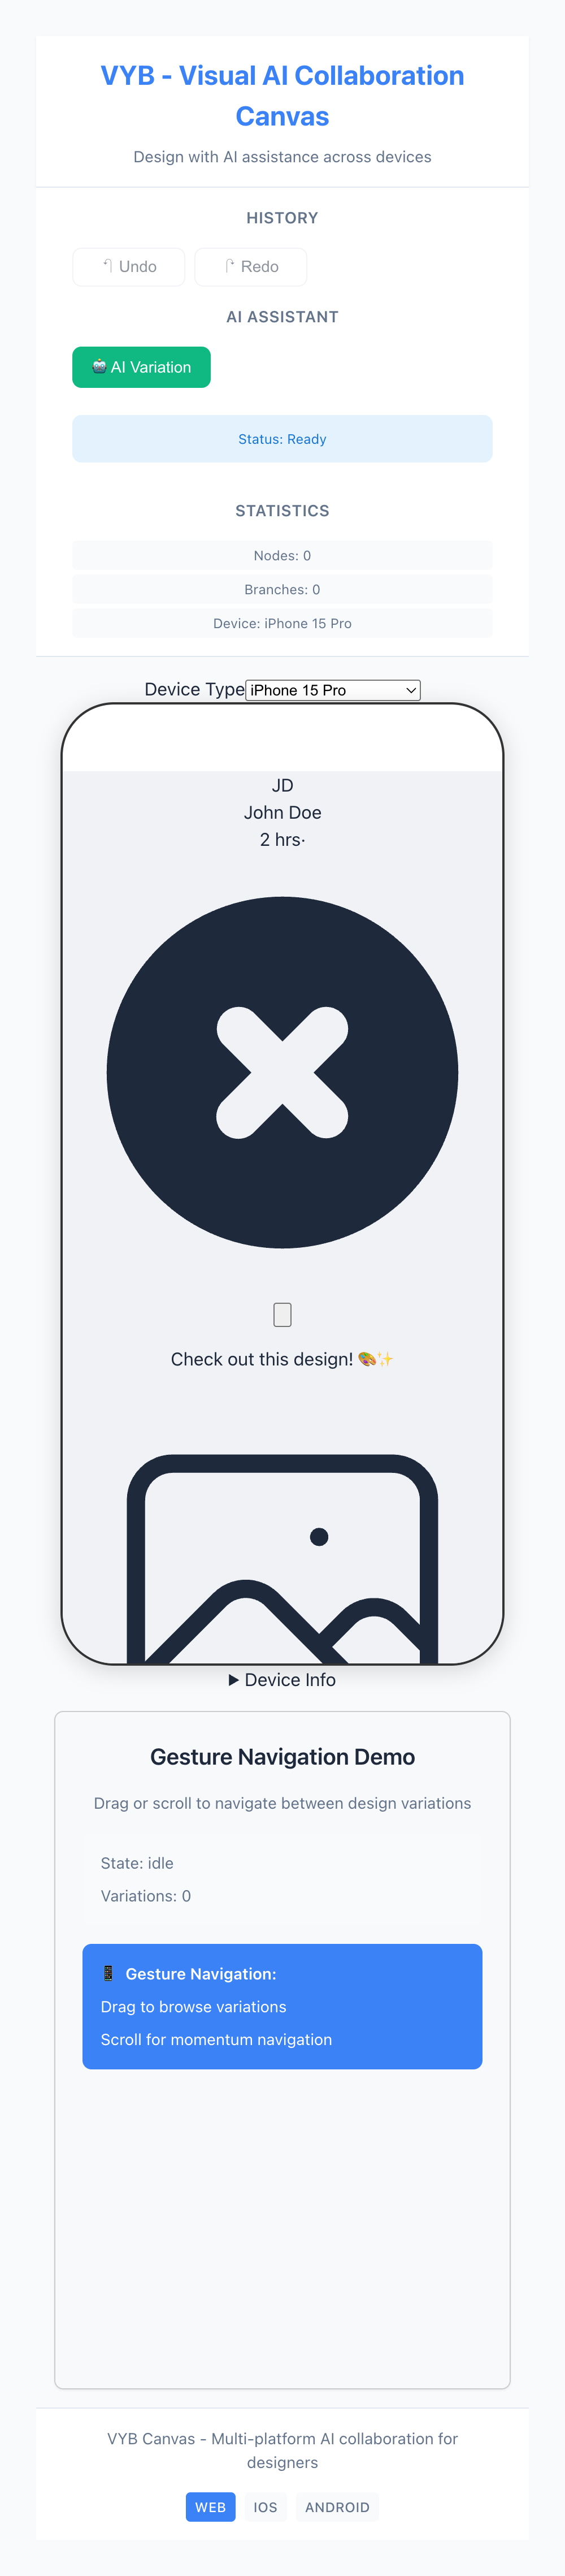 VYB - Visual AI Collaboration
Canvas
Design with AI assistance across devices
HISTORY
Undo
Redo
AI ASSISTANT
🤖 AI Variation
Status: Ready
STATISTICS
Nodes: 0
Branches: 0
Device: iPhone 15 Pro
Device Type iPhone 15 Pro
JD
John Doe
2 hrs·
Check out this design! 🎨✨
▶ Device Info
Gesture Navigation Demo
Drag or scroll to navigate between design variations
State: idle
Variations: 0
📱 Gesture Navigation:
Drag to browse variations
Scroll for momentum navigation
VYB Canvas - Multi-platform AI collaboration for
designers
WEB
IOS
ANDROID